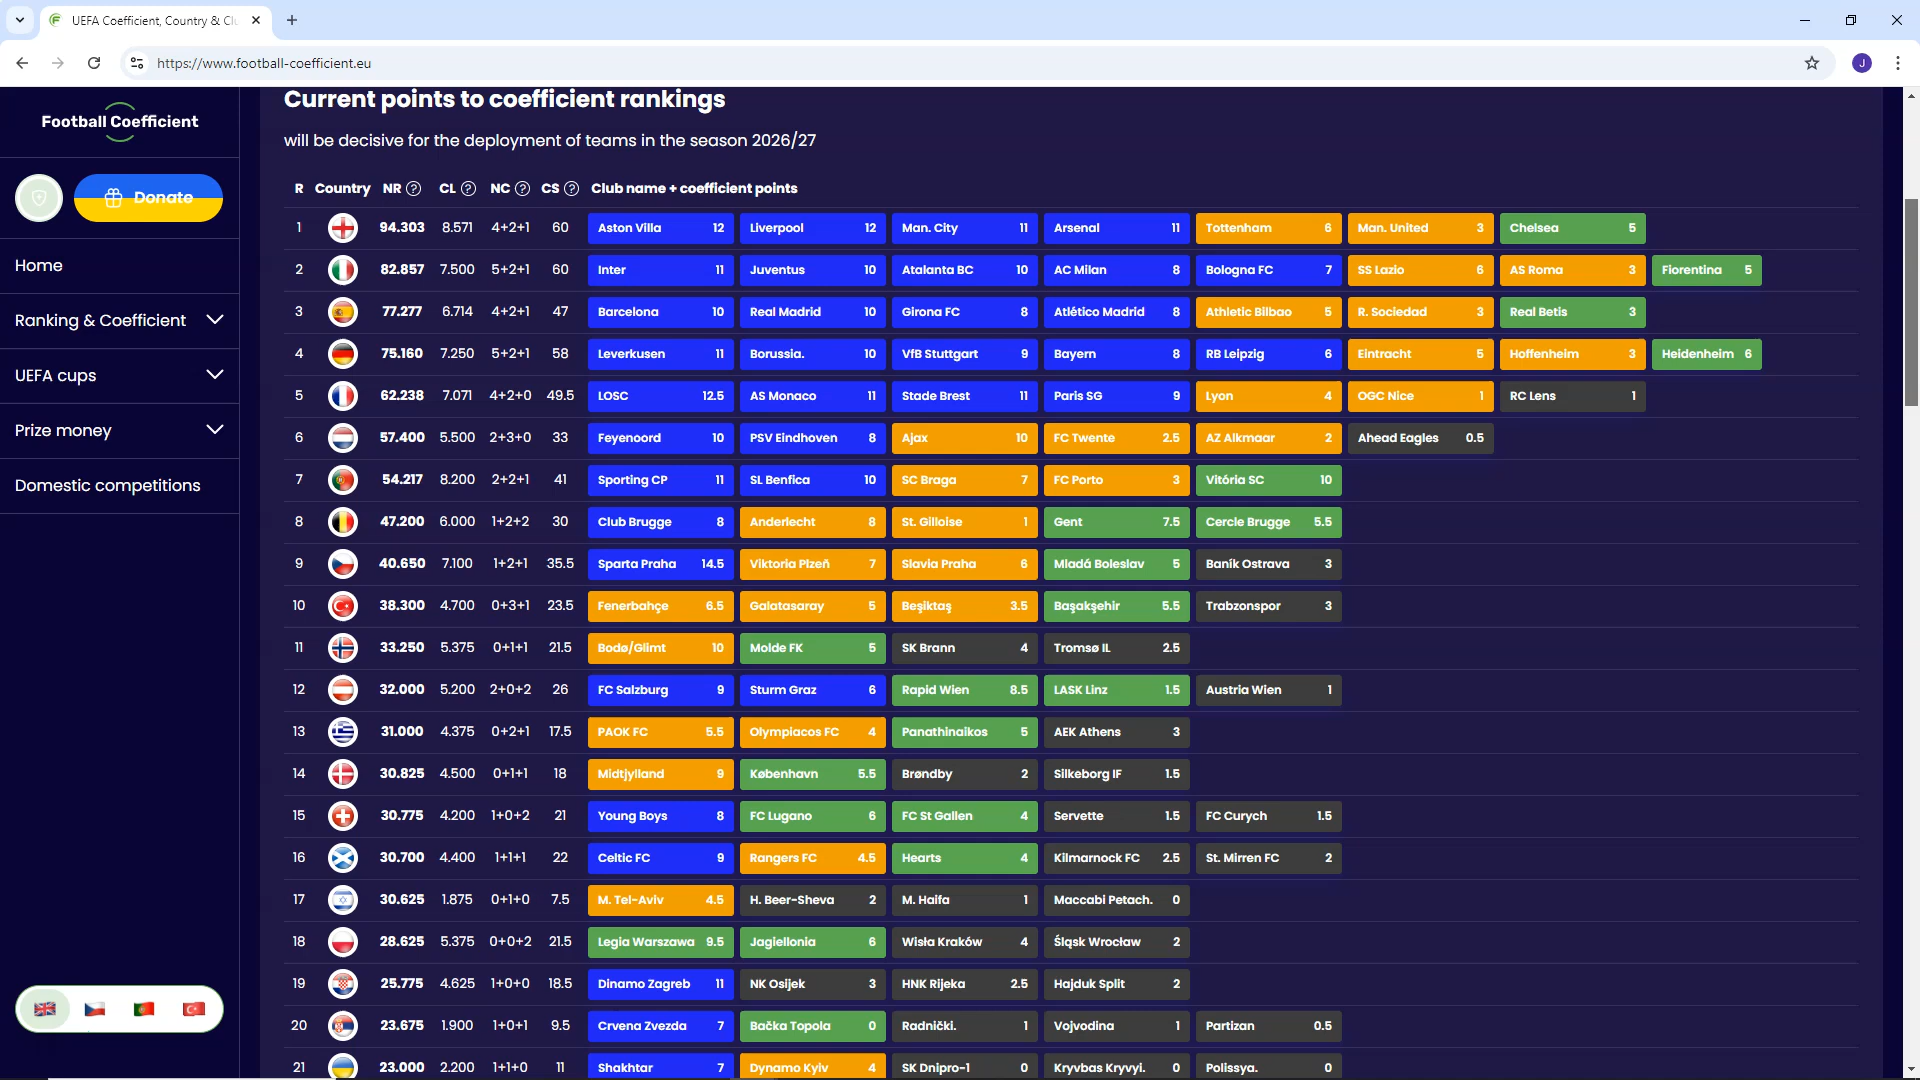 UEFA Coefficient, Country & Clu
https://www.football-coefficient.eu
J
Football Coefficient
Donate
Home
Ranking & Coefficient
UEFA cups
Prize money
Domestic competitions
Current points to coefficient rankings
will be decisive for the deployment of teams in the season 2026/27
R Country NR ? CL ? NC ? CS ? Club name + coefficient points
1 94.303 8.571 4+2+1 60 Aston Villa 12 Liverpool 12 Man. City 11 Arsenal 11 Tottenham 6 Man. United 3 Chelsea 5
2 82.857 7.500 5+2+1 60 Inter 11 Juventus 10 Atalanta BC 10 AC Milan 8 Bologna FC 7 SS Lazio 6 AS Roma 3 Fiorentina 5
3 77.277 6.714 4+2+1 47 Barcelona 10 Real Madrid 10 Girona FC 8 Atlético Madrid 8 Athletic Bilbao 5 R. Sociedad 3 Real Betis 3
4 75.160 7.250 5+2+1 58 Leverkusen 11 Borussia. 10 VfB Stuttgart 9 Bayern 8 RB Leipzig 6 Eintracht 5 Hoffenheim 3 Heidenheim 6
5 62.238 7.071 4+2+0 49.5 LOSC 12.5 AS Monaco 11 Stade Brest 11 Paris SG 9 Lyon 4 OGC Nice 1 RC Lens 1
6 57.400 5.500 2+3+0 33 Feyenoord 10 PSV Eindhoven 8 Ajax 10 FC Twente 2.5 AZ Alkmaar 2 Ahead Eagles 0.5
7 54.217 8.200 2+2+1 41 Sporting CP 11 SL Benfica 10 SC Braga 7 FC Porto 3 Vitória SC 10
8 47.200 6.000 1+2+2 30 Club Brugge 8 Anderlecht 8 St. Gilloise 1 Gent 7.5 Cercle Brugge 5.5
9 40.650 7.100 1+2+1 35.5 Sparta Praha 14.5 Viktoria Plzeň 7 Slavia Praha 6 Mladá Boleslav 5 Baník Ostrava 3
10 38.300 4.700 0+3+1 23.5 Fenerbahçe 6.5 Galatasaray 5 Beşiktaş 3.5 Başakşehir 5.5 Trabzonspor 3
11 33.250 5.375 0+1+1 21.5 Bodø/Glimt 10 Molde FK 5 SK Brann 4 Tromsø IL 2.5
12 32.000 5.200 2+0+2 26 FC Salzburg 9 Sturm Graz 6 Rapid Wien 8.5 LASK Linz 1.5 Austria Wien 1
13 31.000 4.375 0+2+1 17.5 PAOK FC 5.5 Olympiacos FC 4 Panathinaikos 5 AEK Athens 3
14 30.825 4.500 0+1+1 18 Midtjylland 9 København 5.5 Brøndby 2 Silkeborg IF 1.5
15 30.775 4.200 1+0+2 21 Young Boys 8 FC Lugano 6 FC St Gallen 4 Servette 1.5 FC Curych 1.5
16 30.700 4.400 1+1+1 22 Celtic FC 9 Rangers FC 4.5 Hearts 4 Kilmarnock FC 2.5 St. Mirren FC 2
17 30.625 1.875 0+1+0 7.5 M. Tel-Aviv 4.5 H. Beer-Sheva 2 M. Haifa 1 Maccabi Petach. 0
18 28.625 5.375 0+0+2 21.5 Legia Warszawa 9.5 Jagiellonia 6 Wisła Kraków 4 Śląsk Wrocław 2
19 25.775 4.625 1+0+0 18.5 Dinamo Zagreb 11 NK Osijek 3 HNK Rijeka 2.5 Hajduk Split 2
20 23.675 1.900 1+0+1 9.5 Crvena Zvezda 7 Bačka Topola 0 Radnički. 1 Vojvodina 1 Partizan 0.5
21 23.000 2.200 1+1+0 11 Shakhtar 7 Dynamo Kyiv 4 SK Dnipro-1 0 Kryvbas Kryvyi. 0 Polissya. 0